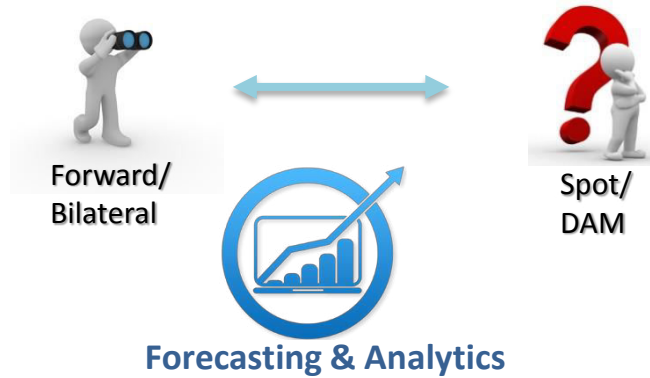 Forward/
Bilateral
Spot/
DAM
Forecasting & Analytics